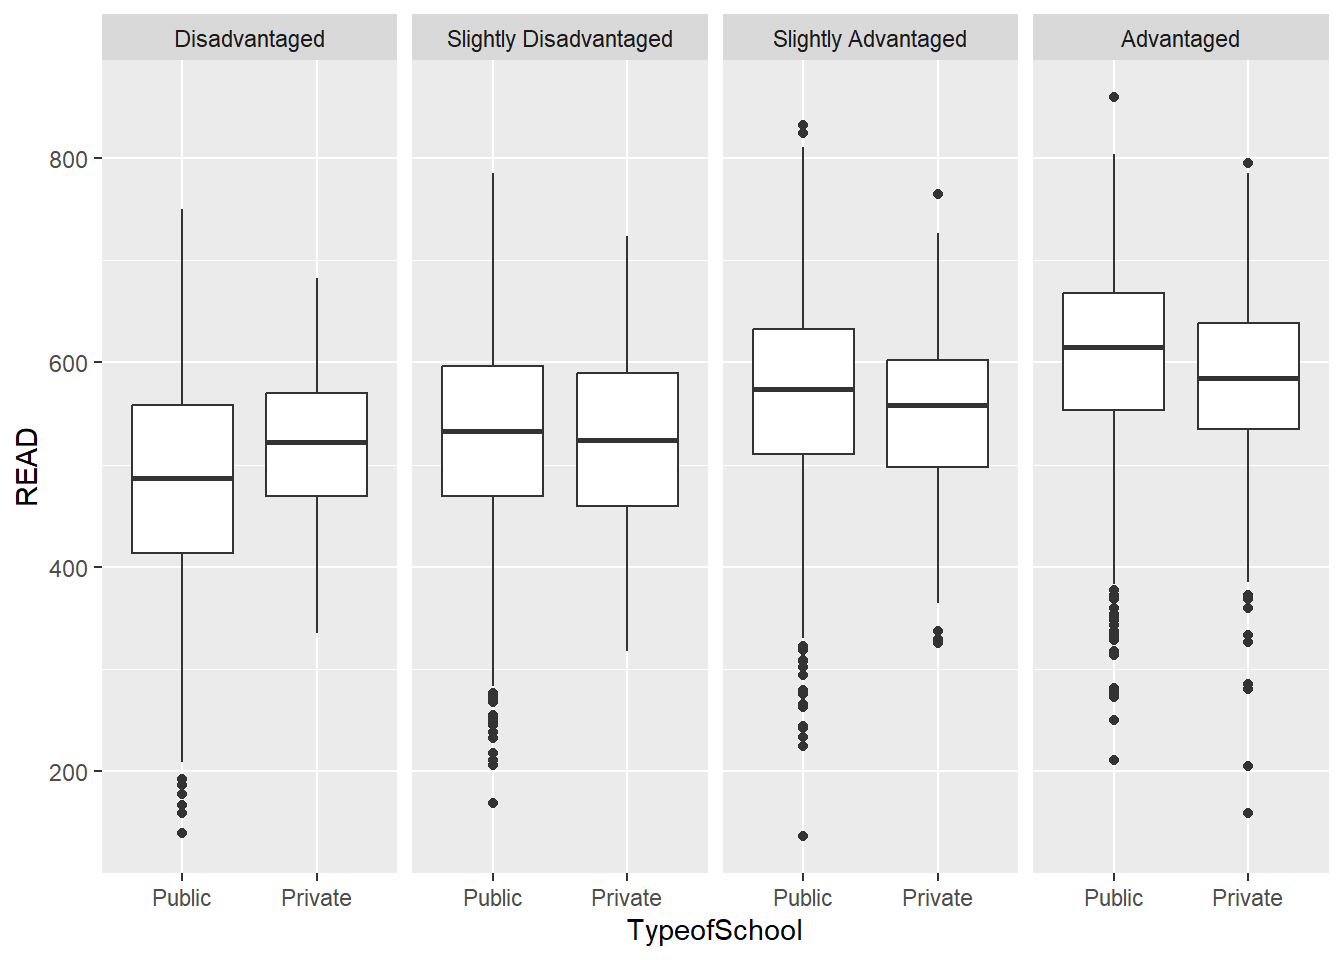 Disadvantaged
Slightly Disadvantaged
Slightly Advantaged
Advantaged
READ
800
600
400
200
Public
Private
Public
Private
Public
Private
Public
Private
TypeofSchool